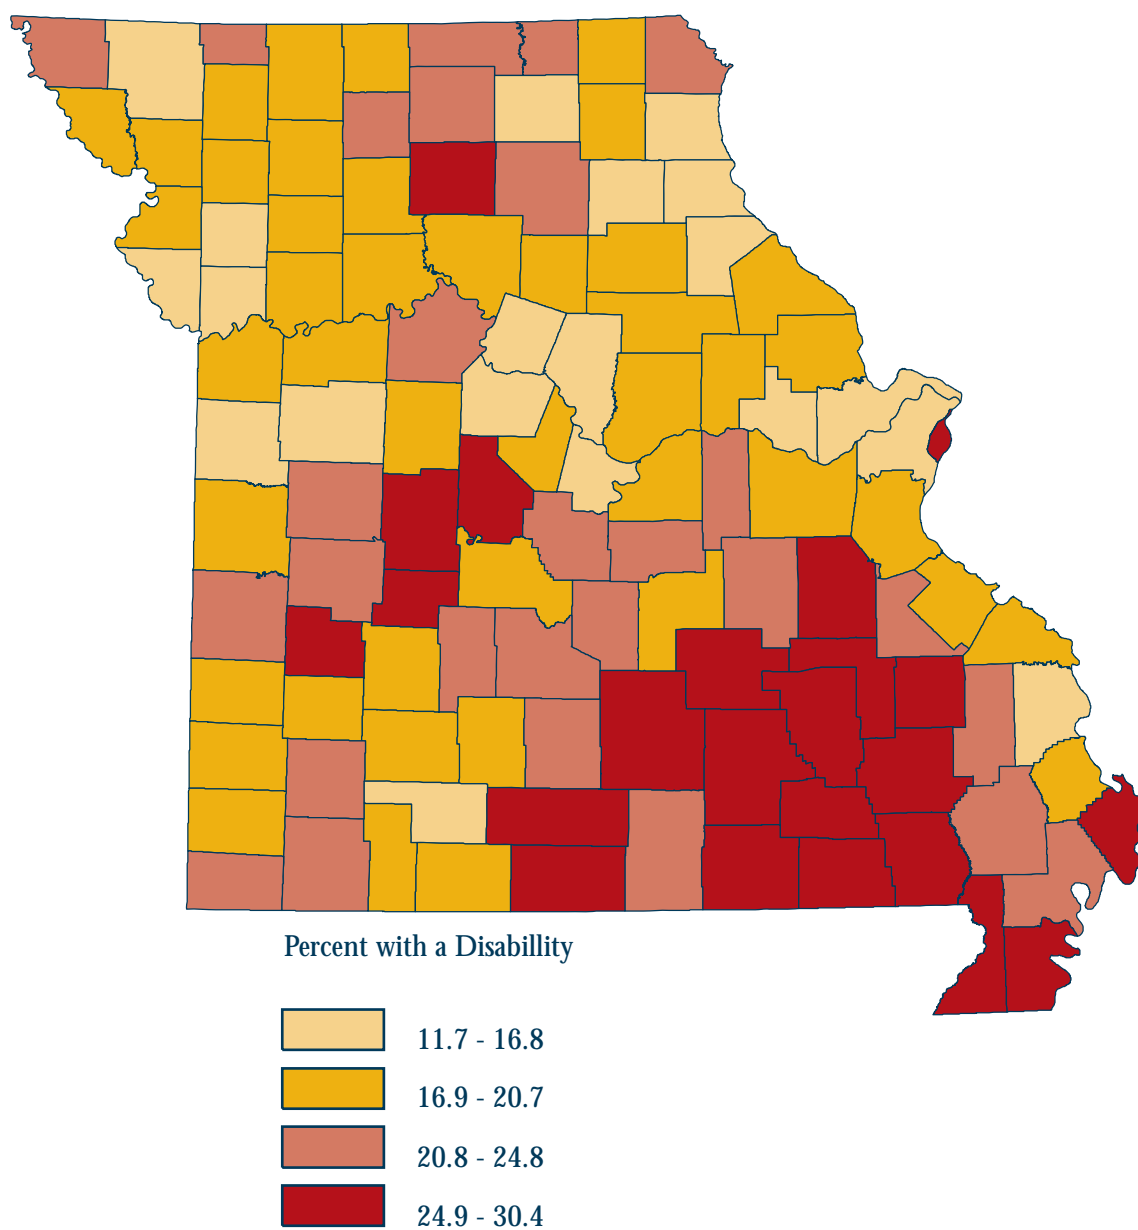 Percent with a Disabillity
11.7 - 16.8
16.9 - 20.7
20.8 - 24.8
24.9 - 30.4